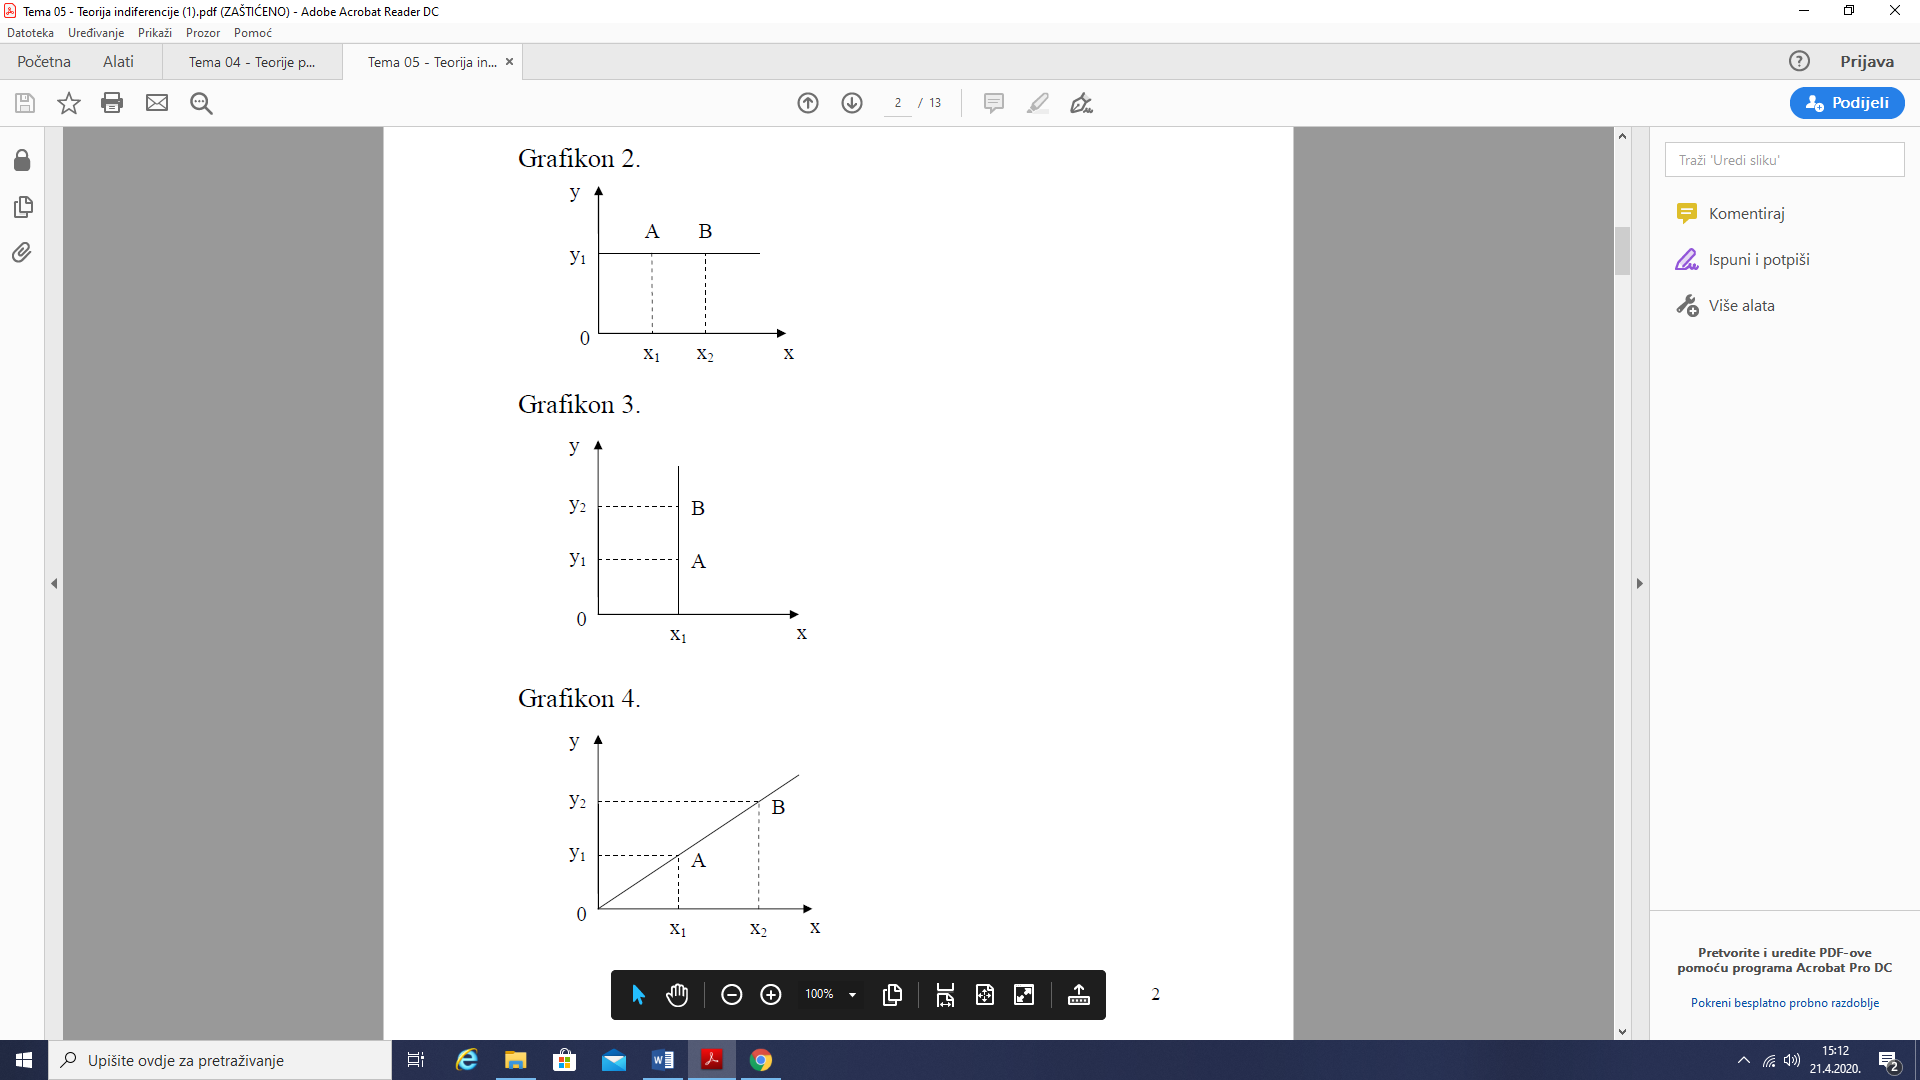 Tema 05 - Teorija indiferencije (1).pdf (ZAŠTIĆENO) - Adobe Acrobat Reader DC
Datoteka Uređivanje Prikaži Prozor Pomoć
Početna Alati Tema 04 - Teorije p... Tema 05 - Teorija in... × Prijava
2 / 13 Podijeli
Traži 'Uredi sliku'
Komentiraj
Ispuni i potpiši
Više alata
Grafikon 2.
y
A B
y₁
0
x₁ x₂ x
Grafikon 3.
y
y₂ B
y₁ A
0
x₁ x
Grafikon 4.
y
y₂ B
y₁ A
0
x₁ x₂ x
100% 2
Pretvorite i uredite PDF-ove
pomoću programa Acrobat Pro DC
Pokreni besplatno probno razdoblje
Upišite ovdje za pretraživanje
15:12
21.4.2020.
2